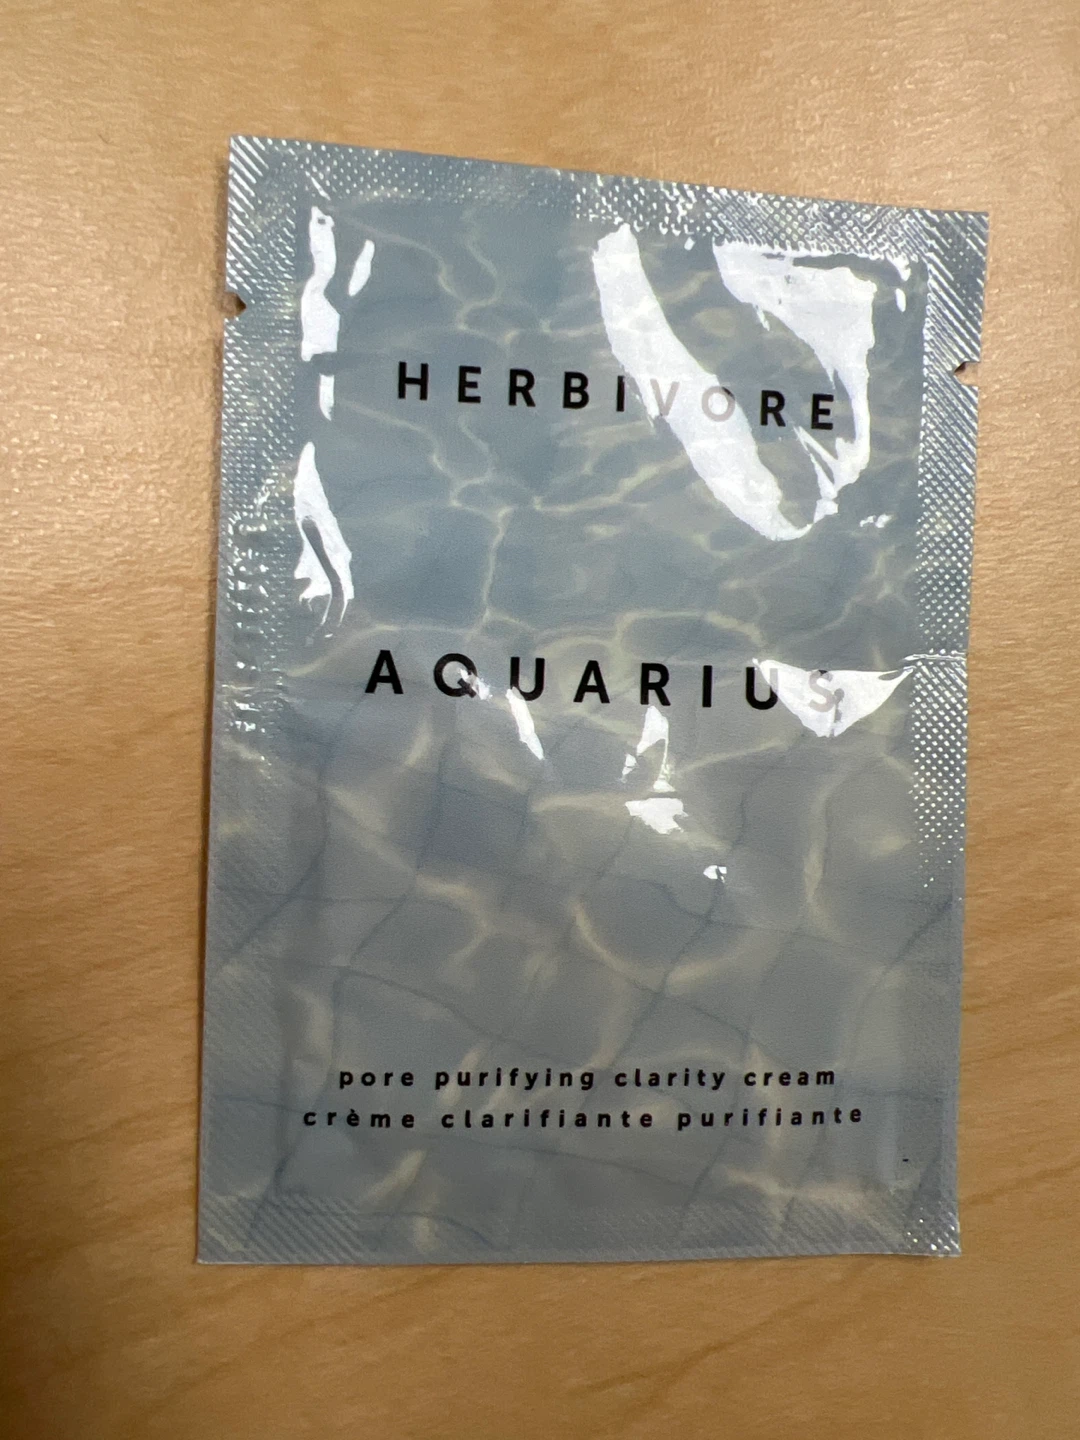 HERBIVORE
AQUARIUS
pore purifying clarity cream
crème clarifiante purifiante